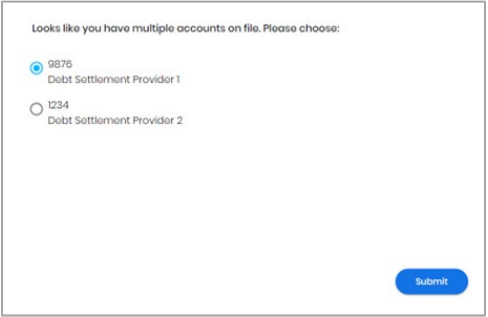 Looks like you have multiple accounts on file. Please choose:
9876
Debt Settlement Provider 1
1234
Debt Settlement Provider 2
Submit